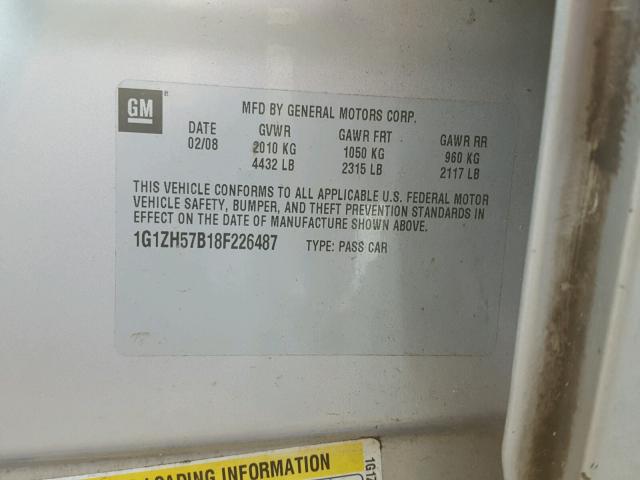 GM
MFD BY GENERAL MOTORS CORP.
DATE GVWR GAWR FRT GAWR RR
02/08 2010 KG 1050 KG 960 KG
4432 LB 2315 LB 2117 LB
THIS VEHICLE CONFORMS TO ALL APPLICABLE U.S. FEDERAL MOTOR
VEHICLE SAFETY, BUMPER, AND THEFT PREVENTION STANDARDS IN
EFFECT ON THE DATE OF MANUFACTURE SHOWN ABOVE.
1G1ZH57B18F226487 TYPE: PASS CAR
LOADING INFORMATION
1G1Z